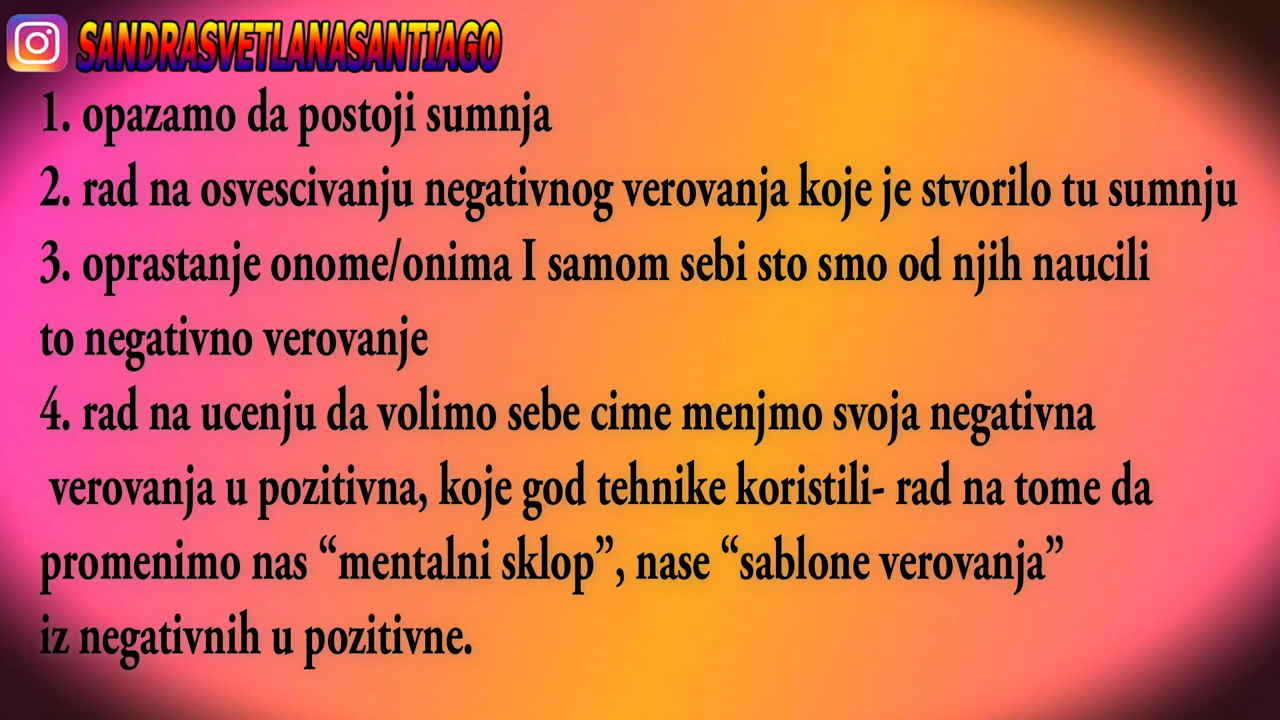 SANDRASVETLANASANTIAGO
1. opazamo da postoji sumnja
2. rad na osvescivanju negativnog verovanja koje je stvorilo tu sumnju
3. oprastanje onome/onima I samom sebi sto smo od njih naucili
to negativno verovanje
4. rad na ucenju da volimo sebe cime menjmo svoja negativna
verovanja u pozitivna, koje god tehnike koristili- rad na tome da
promenimo nas “mentalni sklop”, nase “sablone verovanja”
iz negativnih u pozitivne.